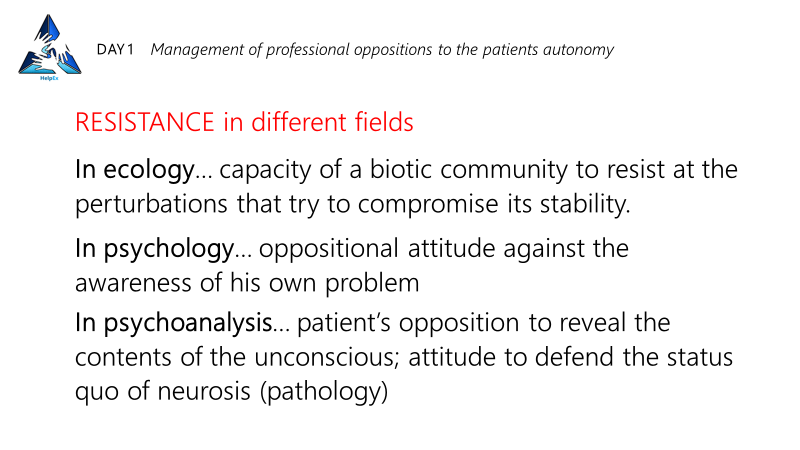 DAY1 Management of professional oppositions to the patients autonomy
HelpEx
RESISTANCE in different fields
In ecology... capacity of a biotic community to resist at the
perturbations that try to compromise its stability.
In psychology... oppositional attitude against the
awareness of his own problem
In psychoanalysis... patient’s opposition to reveal the
contents of the unconscious; attitude to defend the status
quo of neurosis (pathology)